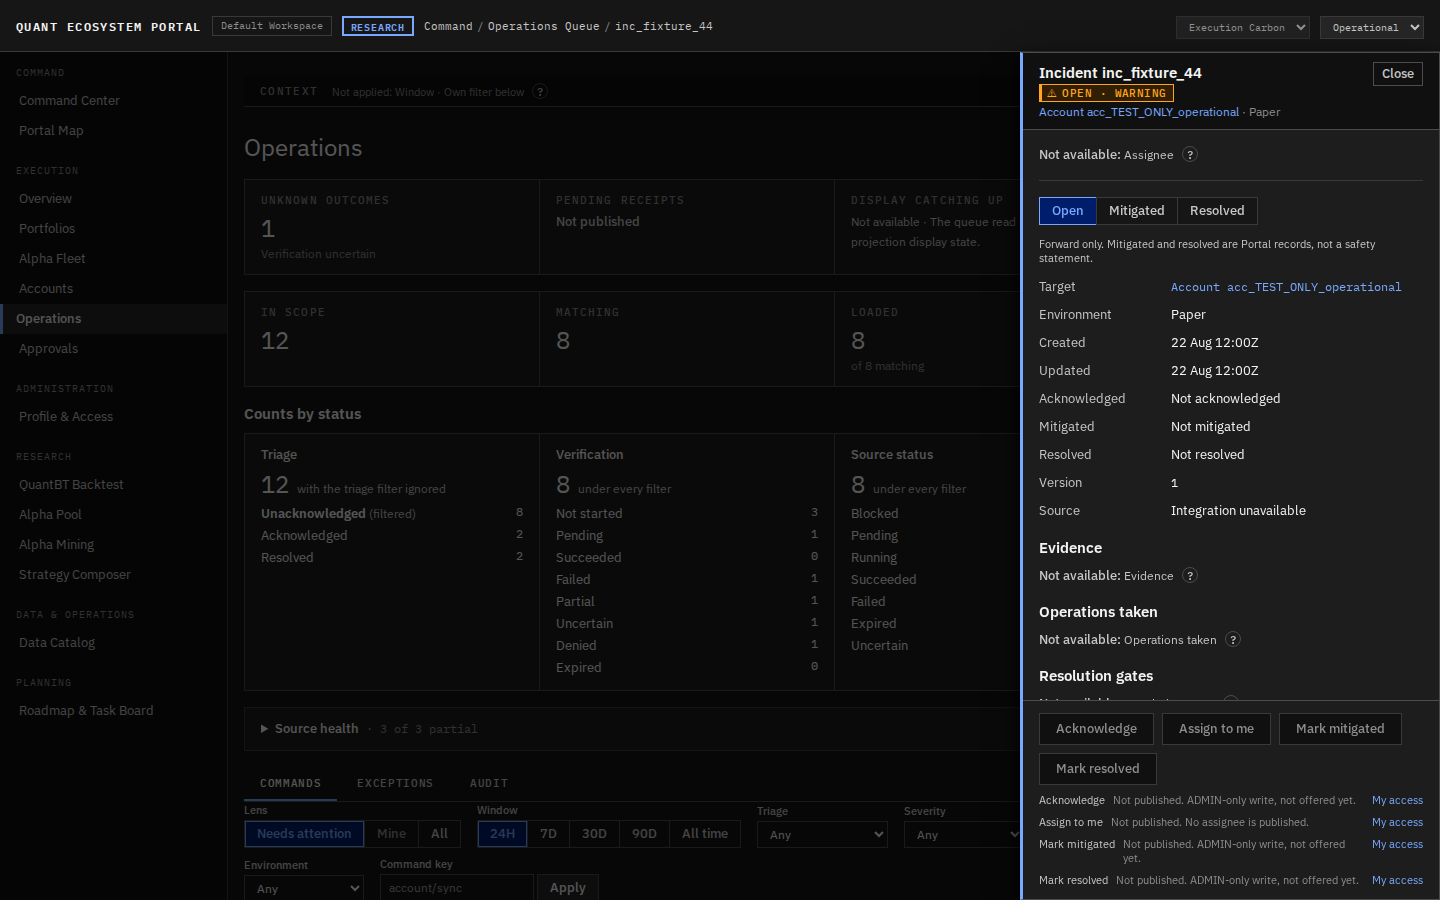 QUANT ECOSYSTEM PORTAL
Default Workspace
RESEARCH
Command / Operations Queue / inc_fixture_44
Execution Carbon
Operational
COMMAND
Command Center
Portal Map
EXECUTION
Overview
Portfolios
Alpha Fleet
Accounts
Operations
Approvals
ADMINISTRATION
Profile & Access
RESEARCH
QuantBT Backtest
Alpha Pool
Alpha Mining
Strategy Composer
DATA & OPERATIONS
Data Catalog
PLANNING
Roadmap & Task Board
CONTEXT Not applied: Window · Own filter below ?
Operations
UNKNOWN OUTCOMES
1
Verification uncertain
PENDING RECEIPTS
Not published
DISPLAY CATCHING UP
Not available · The queue read
projection display state.
IN SCOPE
12
MATCHING
8
LOADED
8
of 8 matching
Counts by status
Triage
12 with the triage filter ignored
Unacknowledged (filtered) 8
Acknowledged 2
Resolved 2
Verification
8 under every filter
Not started 3
Pending 1
Succeeded 0
Failed 1
Partial 1
Uncertain 1
Denied 1
Expired 0
Source status
8 under every filter
Blocked
Pending
Running
Succeeded
Failed
Expired
Uncertain
Source health · 3 of 3 partial
COMMANDS EXCEPTIONS AUDIT
Lens
Needs attention Mine All
Window
24H 7D 30D 90D All time
Triage
Any
Severity
Any
Environment
Any
Command key
account/sync Apply
Incident inc_fixture_44
Close
⚠ OPEN · WARNING
Account acc_TEST_ONLY_operational · Paper
Not available: Assignee ?
Open Mitigated Resolved
Forward only. Mitigated and resolved are Portal records, not a safety
statement.
Target Account acc_TEST_ONLY_operational
Environment Paper
Created 22 Aug 12:00Z
Updated 22 Aug 12:00Z
Acknowledged Not acknowledged
Mitigated Not mitigated
Resolved Not resolved
Version 1
Source Integration unavailable
Evidence
Not available: Evidence ?
Operations taken
Not available: Operations taken ?
Resolution gates
Acknowledge Assign to me Mark mitigated
Mark resolved
Acknowledge Not published. ADMIN-only write, not offered yet. My access
Assign to me Not published. No assignee is published. My access
Mark mitigated Not published. ADMIN-only write, not offered My access
yet.
Mark resolved Not published. ADMIN-only write, not offered yet. My access